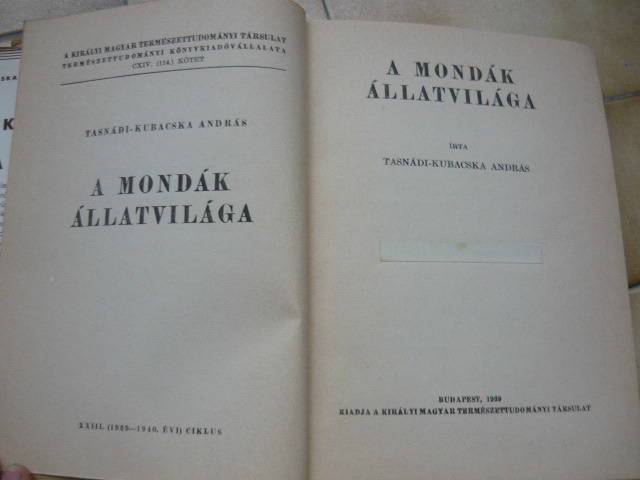 A KIRÁLYI MAGYAR TERMÉSZETTUDOMÁNYI TÁRSULAT
TERMÉSZETTUDOMÁNYI KÖNYVKIADÓVÁLLALATA
CXIV. (114.) KÖTET
TASNÁDI-KUBACSKA ANDRÁS
A MONDÁK
ÁLLATVILÁGA
XXIII. (1939—1940. ÉVI) CIKLUS
A MONDÁK
ÁLLATVILÁGA
ÍRTA
TASNÁDI-KUBACSKA ANDRÁS
BUDAPEST, 1939
KIADJA A KIRÁLYI MAGYAR TERMÉSZETTUDOMÁNYI TÁRSULAT